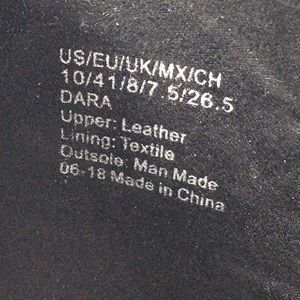 US/EU/UK/MX/CH
10/41/8/7.5/26.5
DARA
Upper: Leather
Lining: Textile
Outsole: Man Made
06-18 Made in China